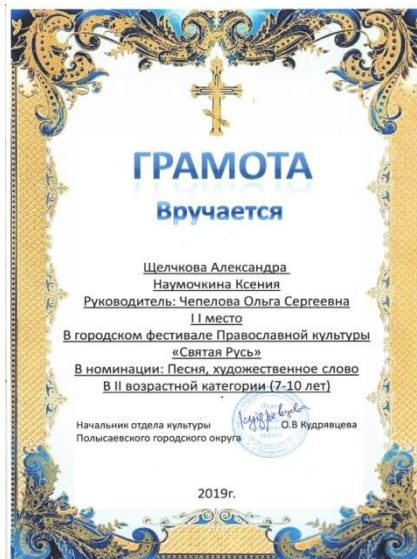 ГРАМОТА
Вручается
Щелчкова Александра
Наумочкина Ксения
Руководитель: Чепелова Ольга Сергеевна
I I место
В городском фестивале Православной культуры
«Святая Русь»
В номинации: Песня, художественное слово
В II возрастной категории (7-10 лет)
Начальник отдела культуры
Полысаевского городского округа
О.В Кудрявцева
2019г.